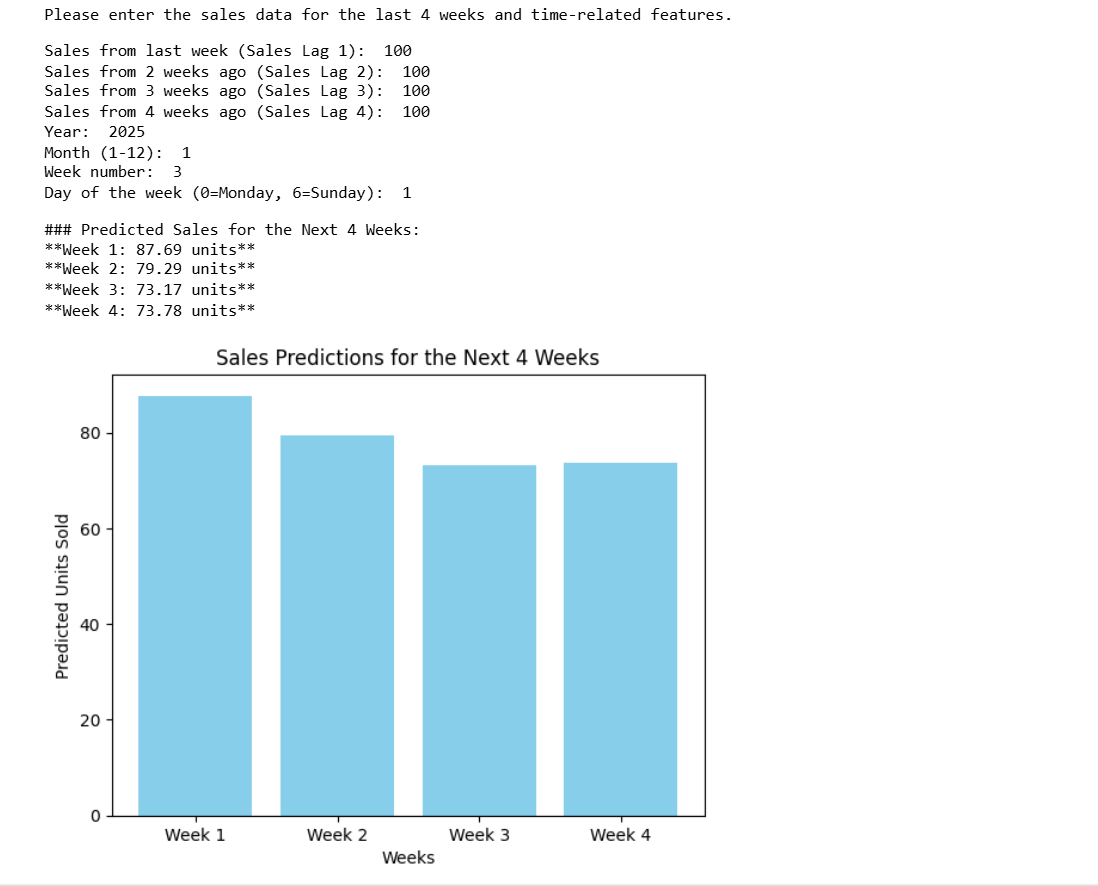 Please enter the sales data for the last 4 weeks and time-related features.
Sales from last week (Sales Lag 1):  100
Sales from 2 weeks ago (Sales Lag 2):  100
Sales from 3 weeks ago (Sales Lag 3):  100
Sales from 4 weeks ago (Sales Lag 4):  100
Year:  2025
Month (1-12):  1
Week number:  3
Day of the week (0=Monday, 6=Sunday):  1
### Predicted Sales for the Next 4 Weeks:
**Week 1: 87.69 units**
**Week 2: 79.29 units**
**Week 3: 73.17 units**
**Week 4: 73.78 units**
Sales Predictions for the Next 4 Weeks
Predicted Units Sold
80
60
40
20
0
Week 1 Week 2 Week 3 Week 4
Weeks